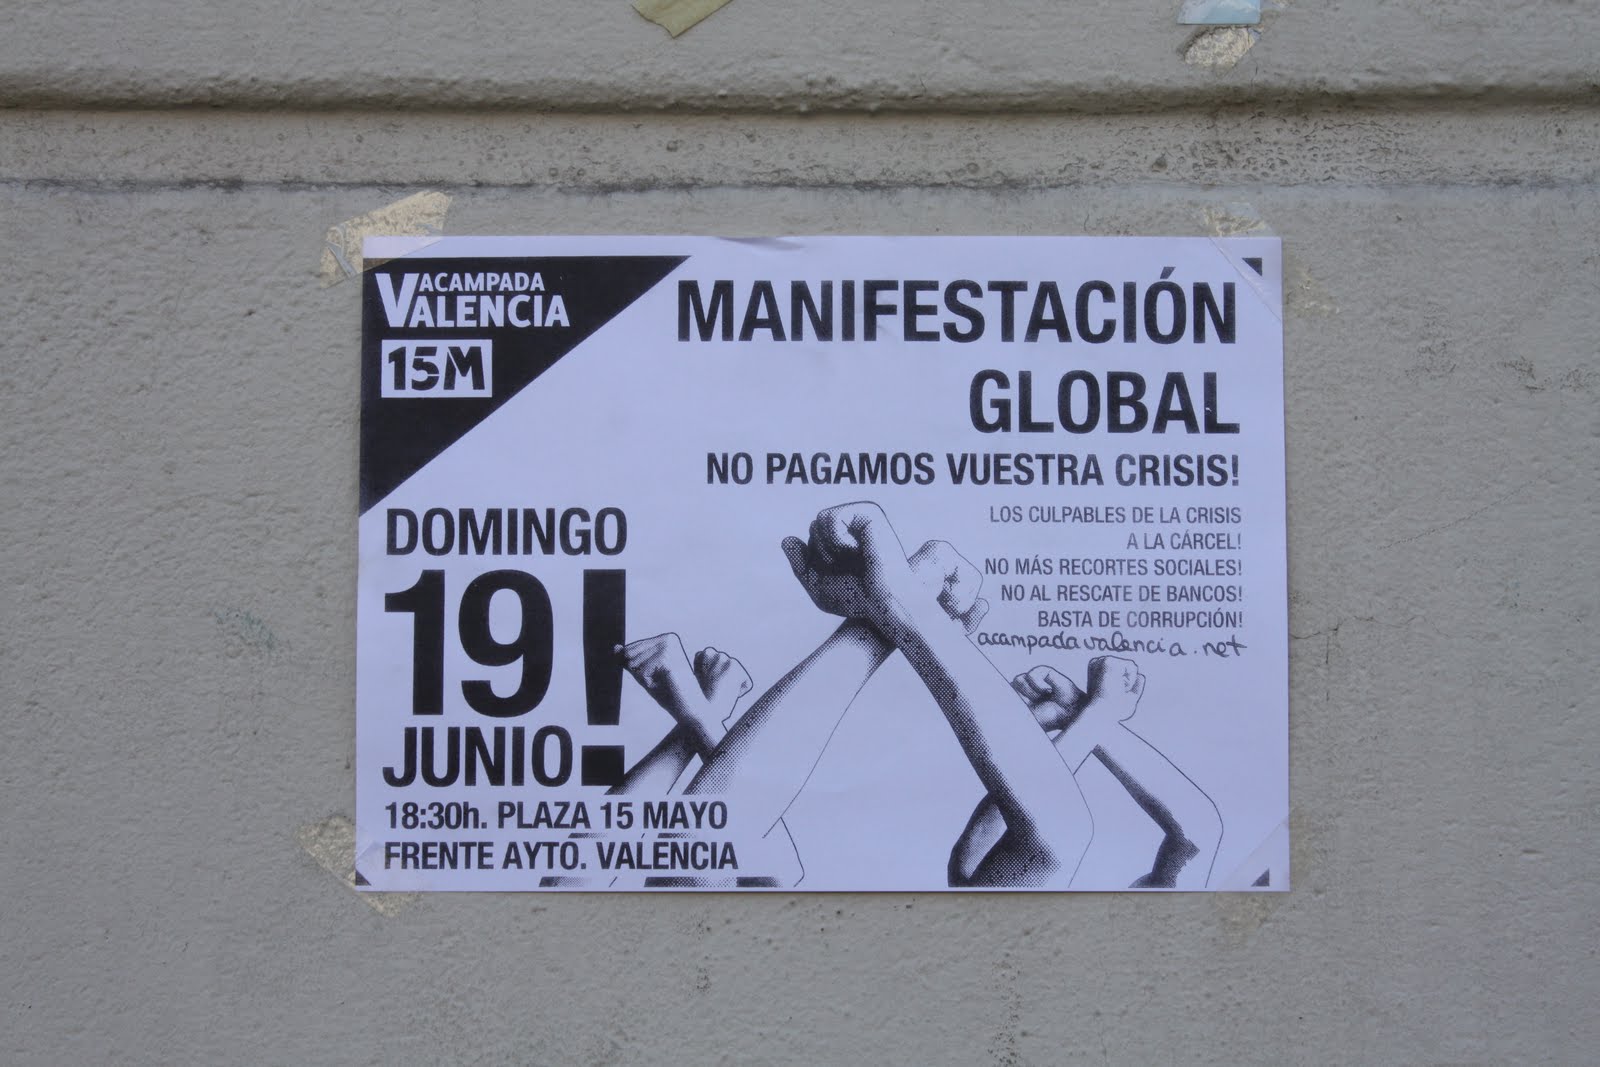 ACAMPADA
VALENCIA
15M
MANIFESTACIÓN
GLOBAL
NO PAGAMOS VUESTRA CRISIS!
LOS CULPABLES DE LA CRISIS
A LA CÁRCEL!
NO MÁS RECORTES SOCIALES!
NO AL RESCATE DE BANCOS!
BASTA DE CORRUPCIÓN!
acampadavalencia.net
DOMINGO
19!
JUNIO
18:30h. PLAZA 15 MAYO
FRENTE AYTO. VALENCIA